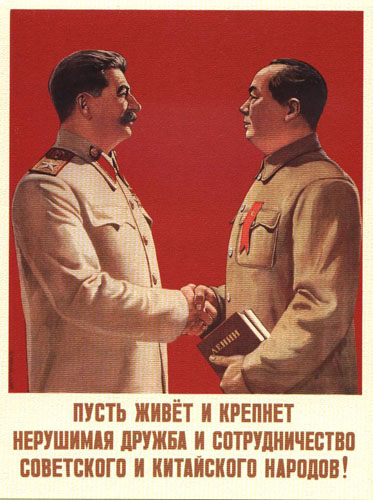 ЛЕНИН
ПУСТЬ ЖИВЁТ И КРЕПНЕТ
НЕРУШИМАЯ ДРУЖБА И СОТРУДНИЧЕСТВО
СОВЕТСКОГО И КИТАЙСКОГО НАРОДОВ!